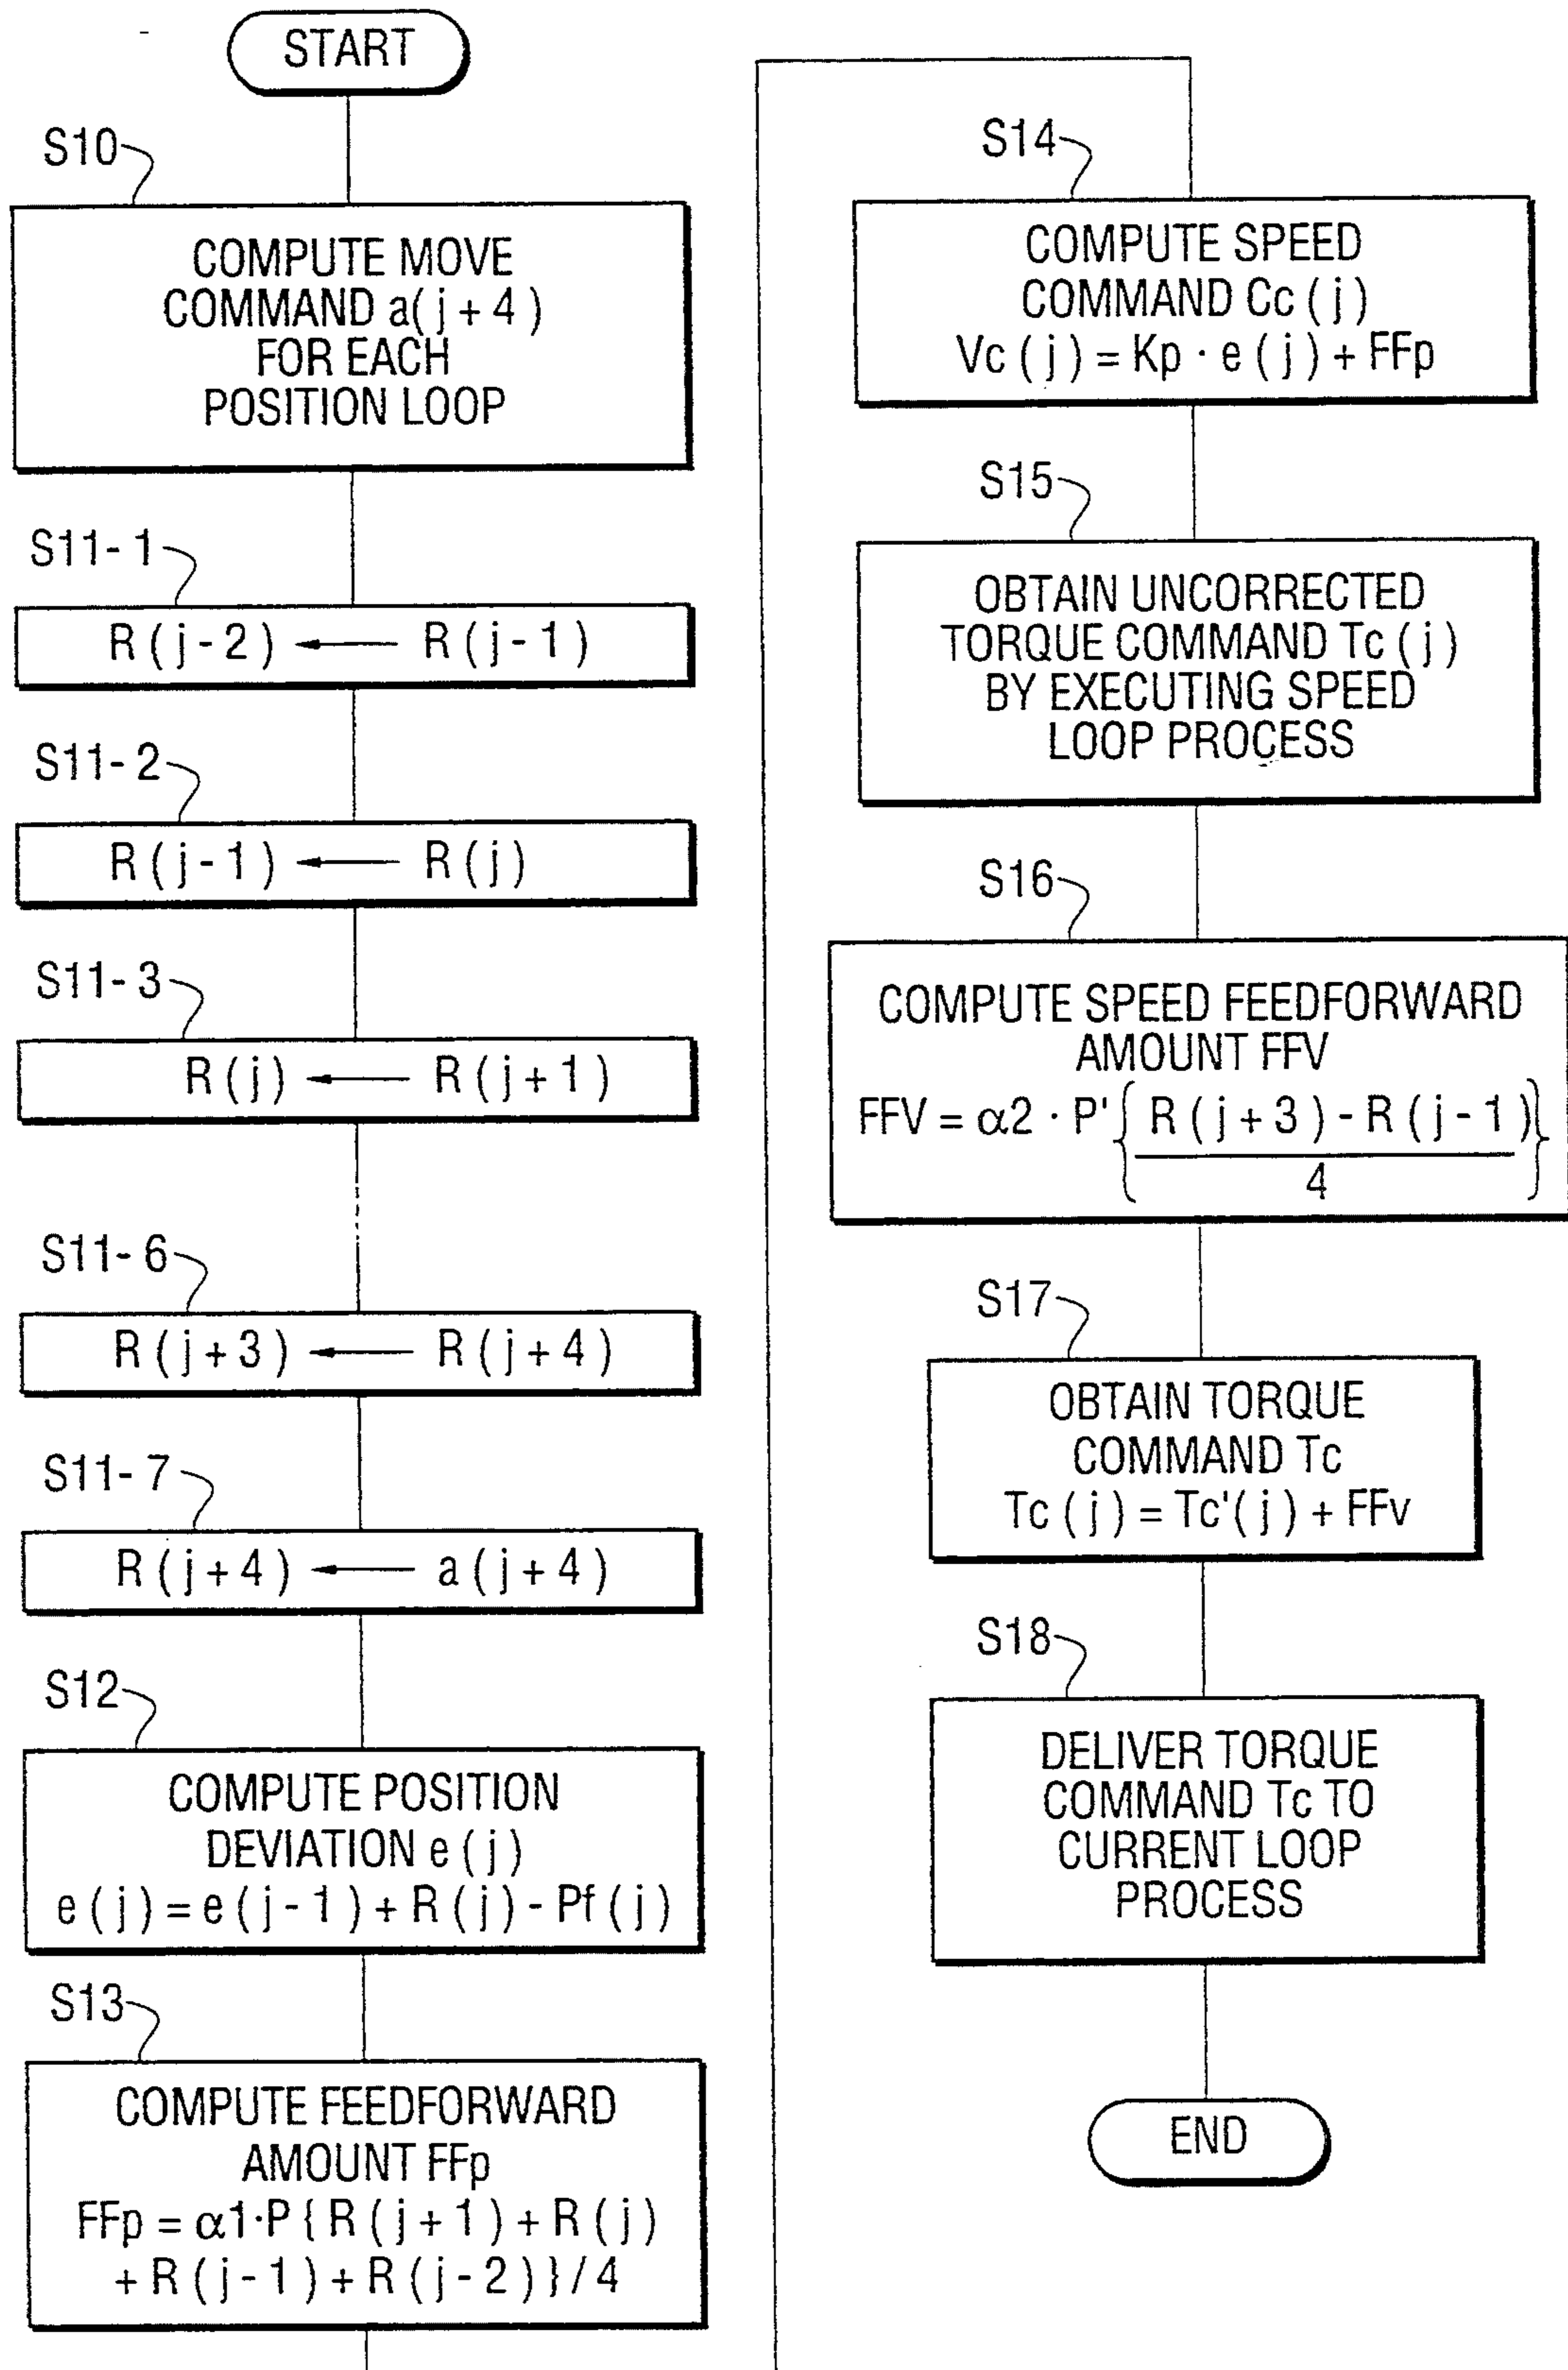 START
S10
COMPUTE MOVE
COMMAND a(j+4)
FOR EACH
POSITION LOOP
S11-1
R(j-2) ← R(j-1)
S11-2
R(j-1) ← R(j)
S11-3
R(j) ← R(j+1)
S11-6
R(j+3) ← R(j+4)
S11-7
R(j+4) ← a(j+4)
S12
COMPUTE POSITION
DEVIATION e(j)
e(j) = e(j-1) + R(j) - Pf(j)
S13
COMPUTE FEEDFORWARD
AMOUNT FFp
FFp = α1·P{R(j+1) + R(j)
+ R(j-1) + R(j-2)}/4
S14
COMPUTE SPEED
COMMAND Cc(j)
Vc(j) = Kp · e(j) + FFp
S15
OBTAIN UNCORRECTED
TORQUE COMMAND Tc(j)
BY EXECUTING SPEED
LOOP PROCESS
S16
COMPUTE SPEED FEEDFORWARD
AMOUNT FFV
FFV = α2 · P'{R(j+3) - R(j-1)}
4
S17
OBTAIN TORQUE
COMMAND Tc
Tc(j) = Tc'(j) + FFv
S18
DELIVER TORQUE
COMMAND Tc TO
CURRENT LOOP
PROCESS
END